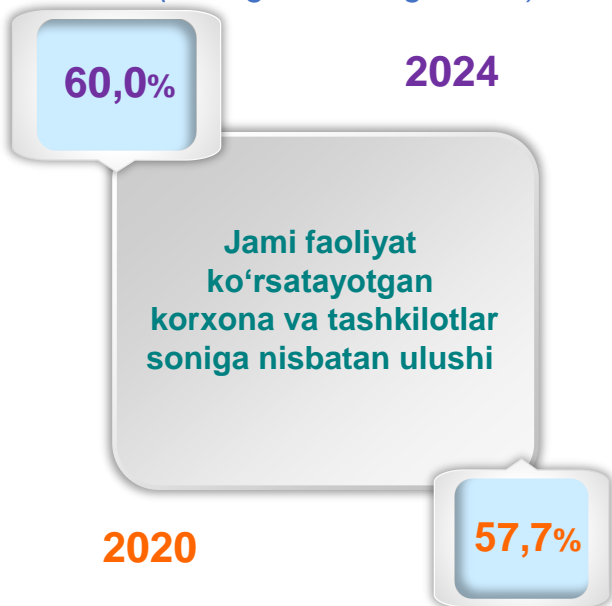 60,0%
2024
Jami faoliyat
ko‘rsatayotgan
korxona va tashkilotlar
soniga nisbatan ulushi
2020
57,7%